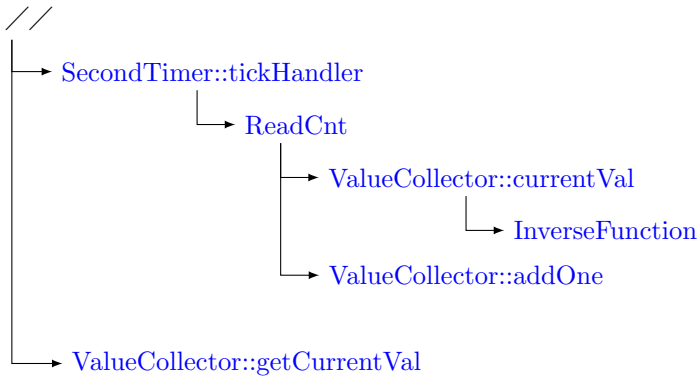 //
SecondTimer::tickHandler
ReadCnt
ValueCollector::currentVal
InverseFunction
ValueCollector::addOne
ValueCollector::getCurrentVal